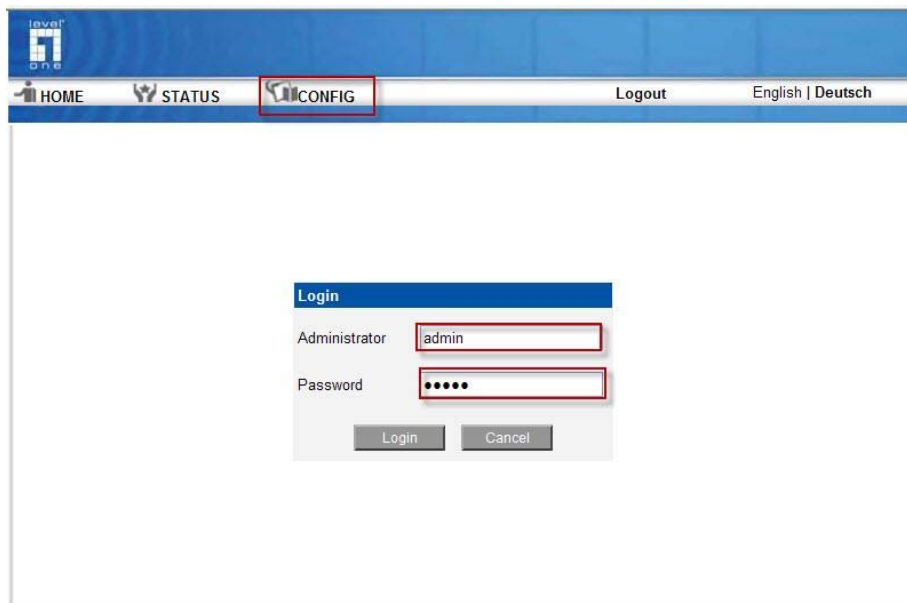 level
one
HOME STATUS CONFIG Logout English | Deutsch
Login
Administrator admin
Password •••••
Login Cancel